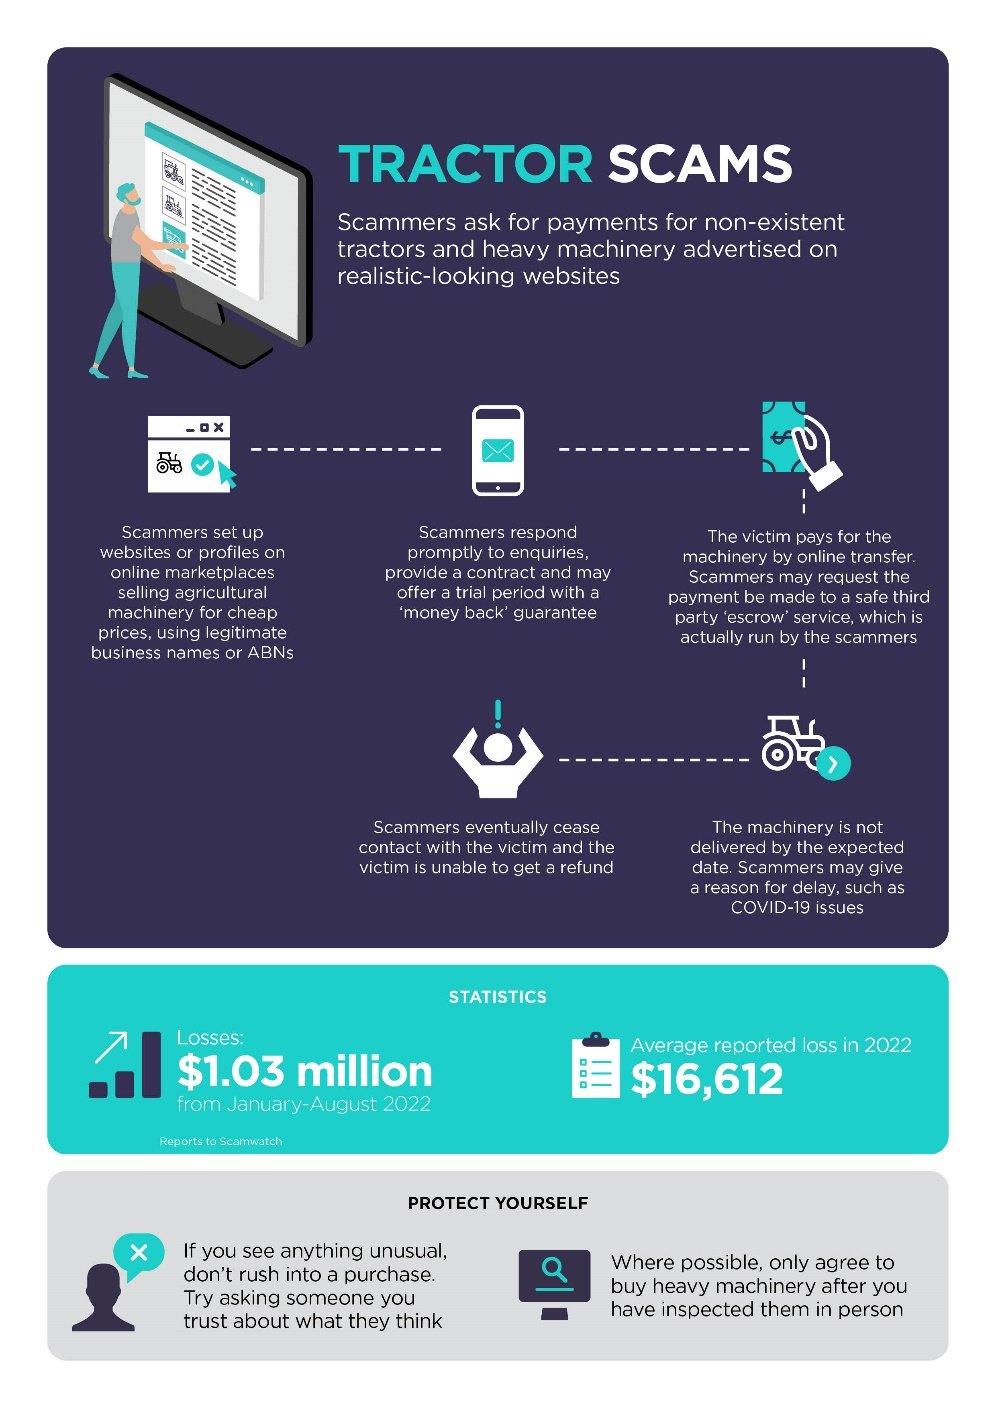 TRACTOR SCAMS
Scammers ask for payments for non-existent
tractors and heavy machinery advertised on
realistic-looking websites
Scammers set up
websites or profiles on
online marketplaces
selling agricultural
machinery for cheap
prices, using legitimate
business names or ABNs
Scammers respond
promptly to enquiries,
provide a contract and may
offer a trial period with a
‘money back’ guarantee
$
The victim pays for the
machinery by online transfer.
Scammers may request the
payment be made to a safe third
party ‘escrow’ service, which is
actually run by the scammers
The machinery is not
delivered by the expected
date. Scammers may give
a reason for delay, such as
COVID-19 issues
!
Scammers eventually cease
contact with the victim and the
victim is unable to get a refund
STATISTICS
Losses:
$1.03 million
from January-August 2022
Reports to Scamwatch
Average reported loss in 2022
$16,612
PROTECT YOURSELF
If you see anything unusual,
don’t rush into a purchase.
Try asking someone you
trust about what they think
Where possible, only agree to
buy heavy machinery after you
have inspected them in person